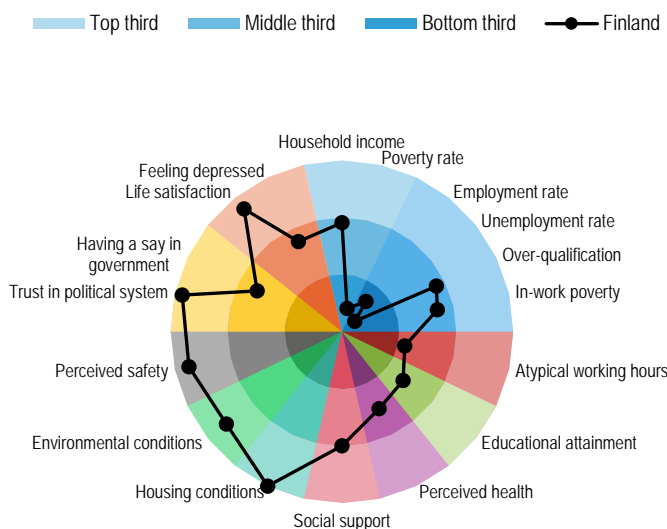 Top third Middle third Bottom third Finland
Household income
Poverty rate
Feeling depressed
Life satisfaction
Employment rate
Unemployment rate
Having a say in
government
Over-qualification
Trust in political system
In-work poverty
Perceived safety
Atypical working hours
Environmental conditions
Educational attainment
Housing conditions
Perceived health
Social support